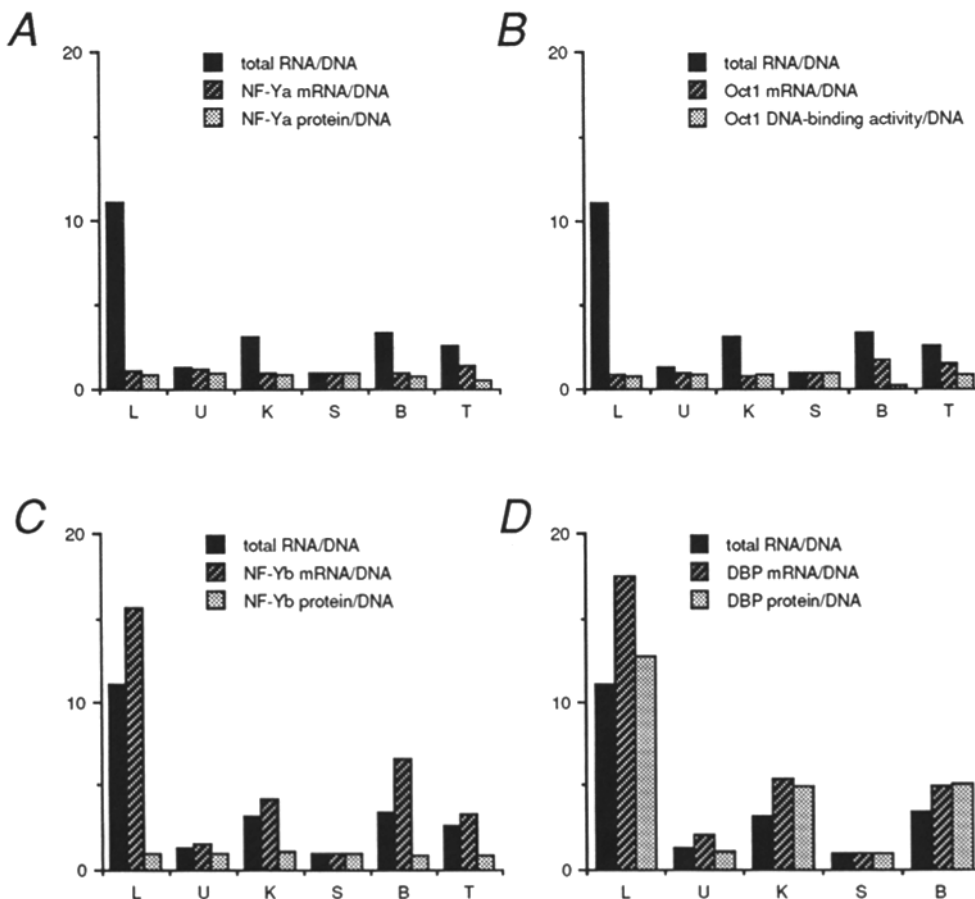 A
20
10
0
total RNA/DNA
NF-Ya mRNA/DNA
NF-Ya protein/DNA
L U K S B T
B
20
10
0
total RNA/DNA
Oct1 mRNA/DNA
Oct1 DNA-binding activity/DNA
L U K S B T
C
20
10
0
total RNA/DNA
NF-Yb mRNA/DNA
NF-Yb protein/DNA
L U K S B T
D
20
10
0
total RNA/DNA
DBP mRNA/DNA
DBP protein/DNA
L U K S B